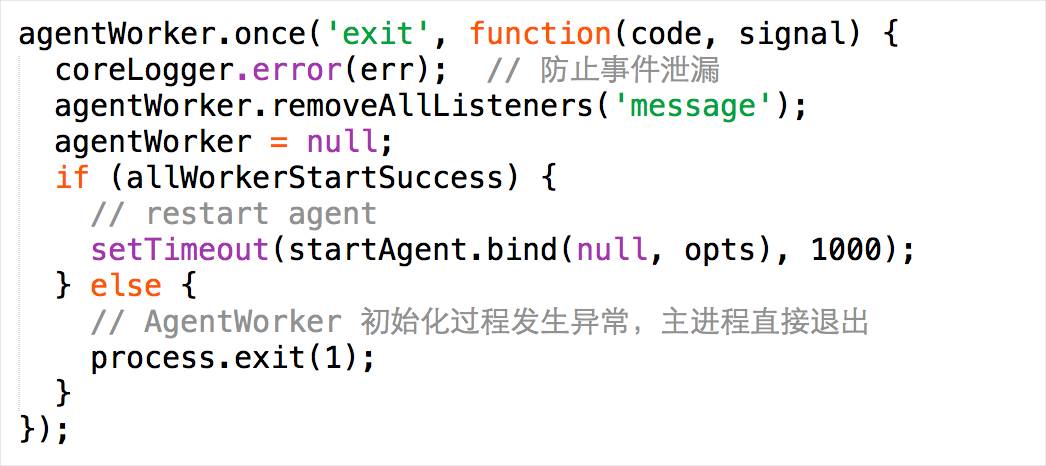 agentWorker.once('exit', function(code, signal) {
  coreLogger.error(err);  // 防止事件泄漏
  agentWorker.removeAllListeners('message');
  agentWorker = null;
  if (allWorkerStartSuccess) {
    // restart agent
    setTimeout(startAgent.bind(null, opts), 1000);
  } else {
    // AgentWorker 初始化过程发生异常，主进程直接退出
    process.exit(1);
  }
});